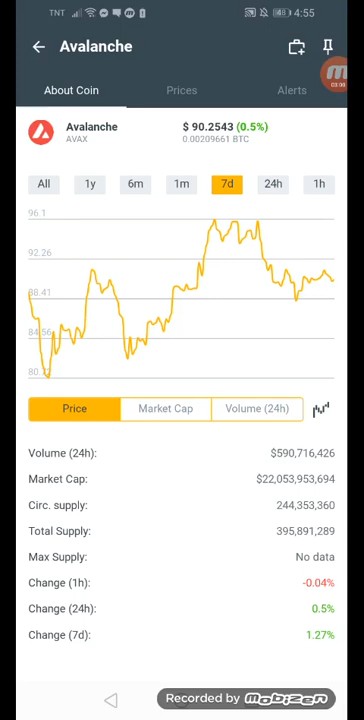 TNT 48 4:55
Avalanche
03:06
About Coin Prices Alerts
Avalanche $ 90.2543 (0.5%)
AVAX 0.00209661 BTC
All 1y 6m 1m 7d 24h 1h
96.1
92.26
88.41
84.56
80.
Price Market Cap Volume (24h)
Volume (24h): $590,716,426
Market Cap: $22,053,953,694
Circ. supply: 244,353,360
Total Supply: 395,891,289
Max Supply: No data
Change (1h): -0.04%
Change (24h): 0.5%
Change (7d): 1.27%
Recorded by mobizen